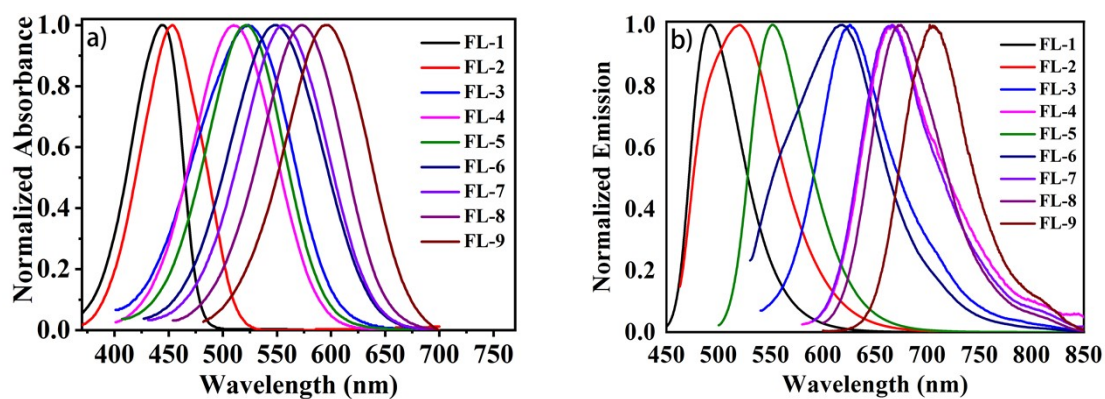 a)
Normalized Absorbance
1.0
0.8
0.6
0.4
0.2
0.0
400 450 500 550 600 650 700 750
Wavelength (nm)
FL-1
FL-2
FL-3
FL-4
FL-5
FL-6
FL-7
FL-8
FL-9
b)
Normalized Emission
1.0
0.8
0.6
0.4
0.2
0.0
450 500 550 600 650 700 750 800 850
Wavelength (nm)
FL-1
FL-2
FL-3
FL-4
FL-5
FL-6
FL-7
FL-8
FL-9